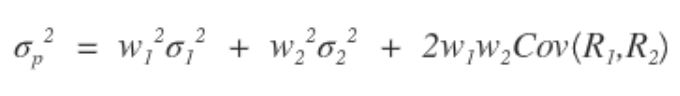 σₚ² = w₁²σ₁² + w₂²σ₂² + 2w₁w₂Cov(R₁,R₂)